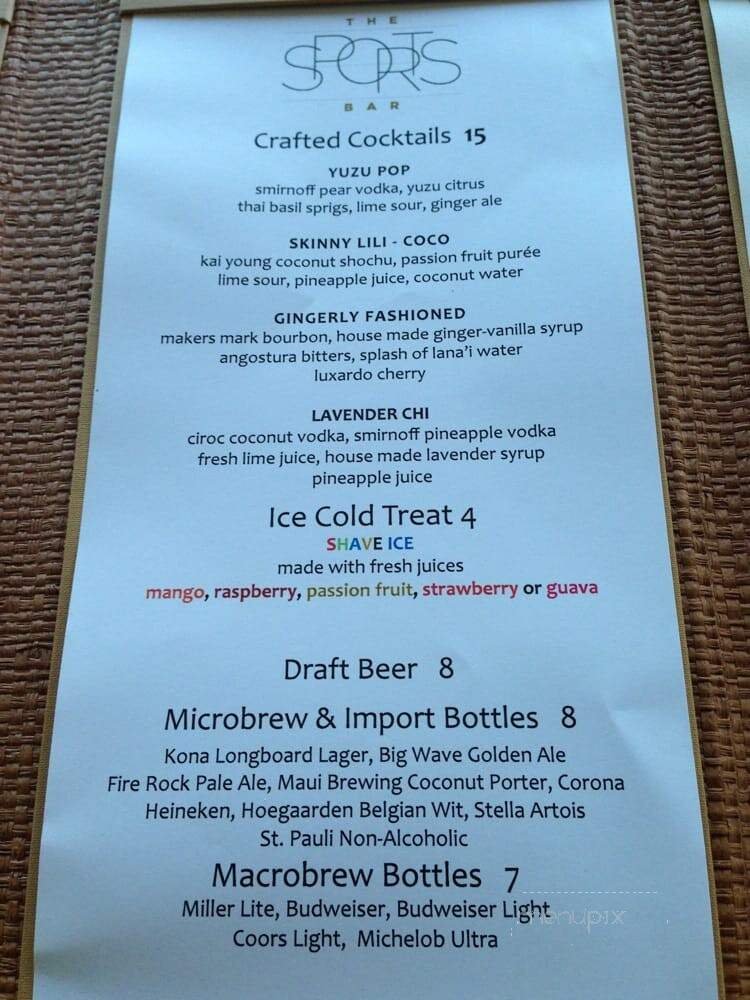 THE
SPORTS
BAR
Crafted Cocktails 15
YUZU POP
smirnoff pear vodka, yuzu citrus
thai basil sprigs, lime sour, ginger ale
SKINNY LILI - COCO
kai young coconut shochu, passion fruit purée
lime sour, pineapple juice, coconut water
GINGERLY FASHIONED
makers mark bourbon, house made ginger-vanilla syrup
angostura bitters, splash of lana'i water
luxardo cherry
LAVENDER CHI
ciroc coconut vodka, smirnoff pineapple vodka
fresh lime juice, house made lavender syrup
pineapple juice
Ice Cold Treat 4
SHAVE ICE
made with fresh juices
mango, raspberry, passion fruit, strawberry or guava
Draft Beer 8
Microbrew & Import Bottles 8
Kona Longboard Lager, Big Wave Golden Ale
Fire Rock Pale Ale, Maui Brewing Coconut Porter, Corona
Heineken, Hoegaarden Belgian Wit, Stella Artois
St. Pauli Non-Alcoholic
Macrobrew Bottles 7
Miller Lite, Budweiser, Budweiser Light
menupix
Coors Light, Michelob Ultra